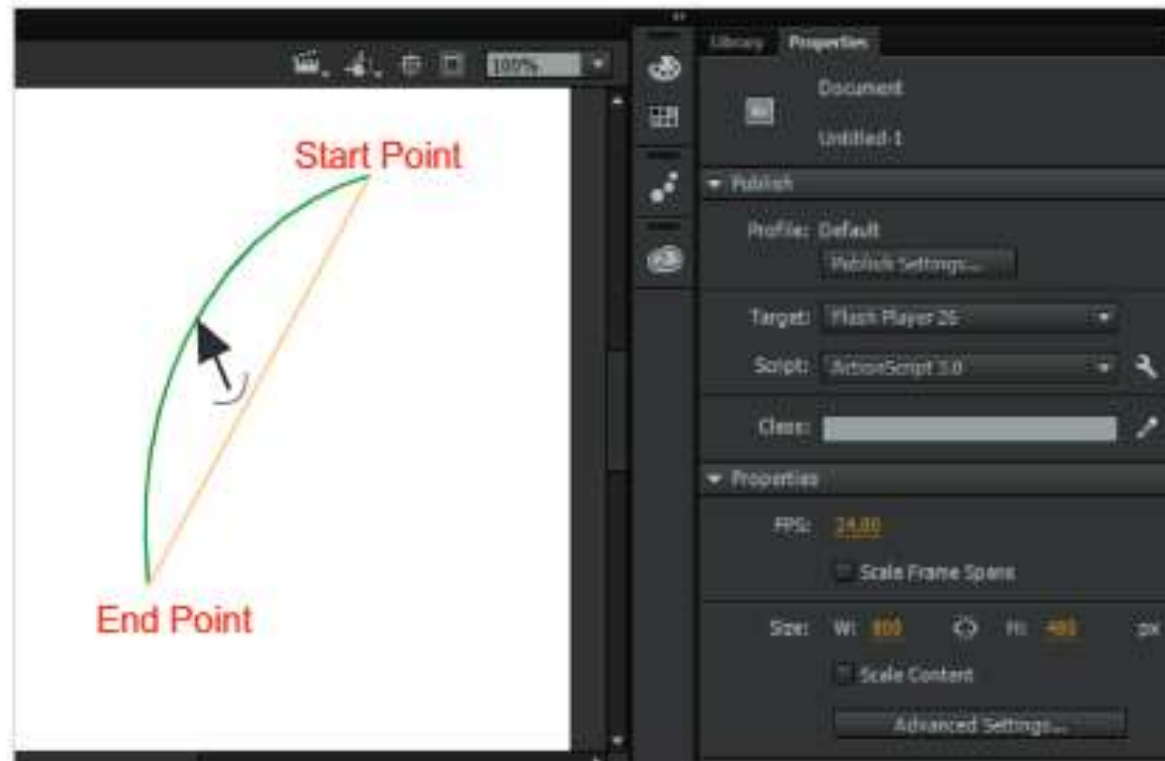 100%
Start Point
End Point
Library Properties
Document
Untitled-1
Publish
Profile: Default
Publish Settings...
Target: Flash Player 26
Script: ActionScript 3.0
Class:
Properties
FPS: 24.00
Scale Frame Spans
Size: W: 800 H: 480 px
Scale Content
Advanced Settings...